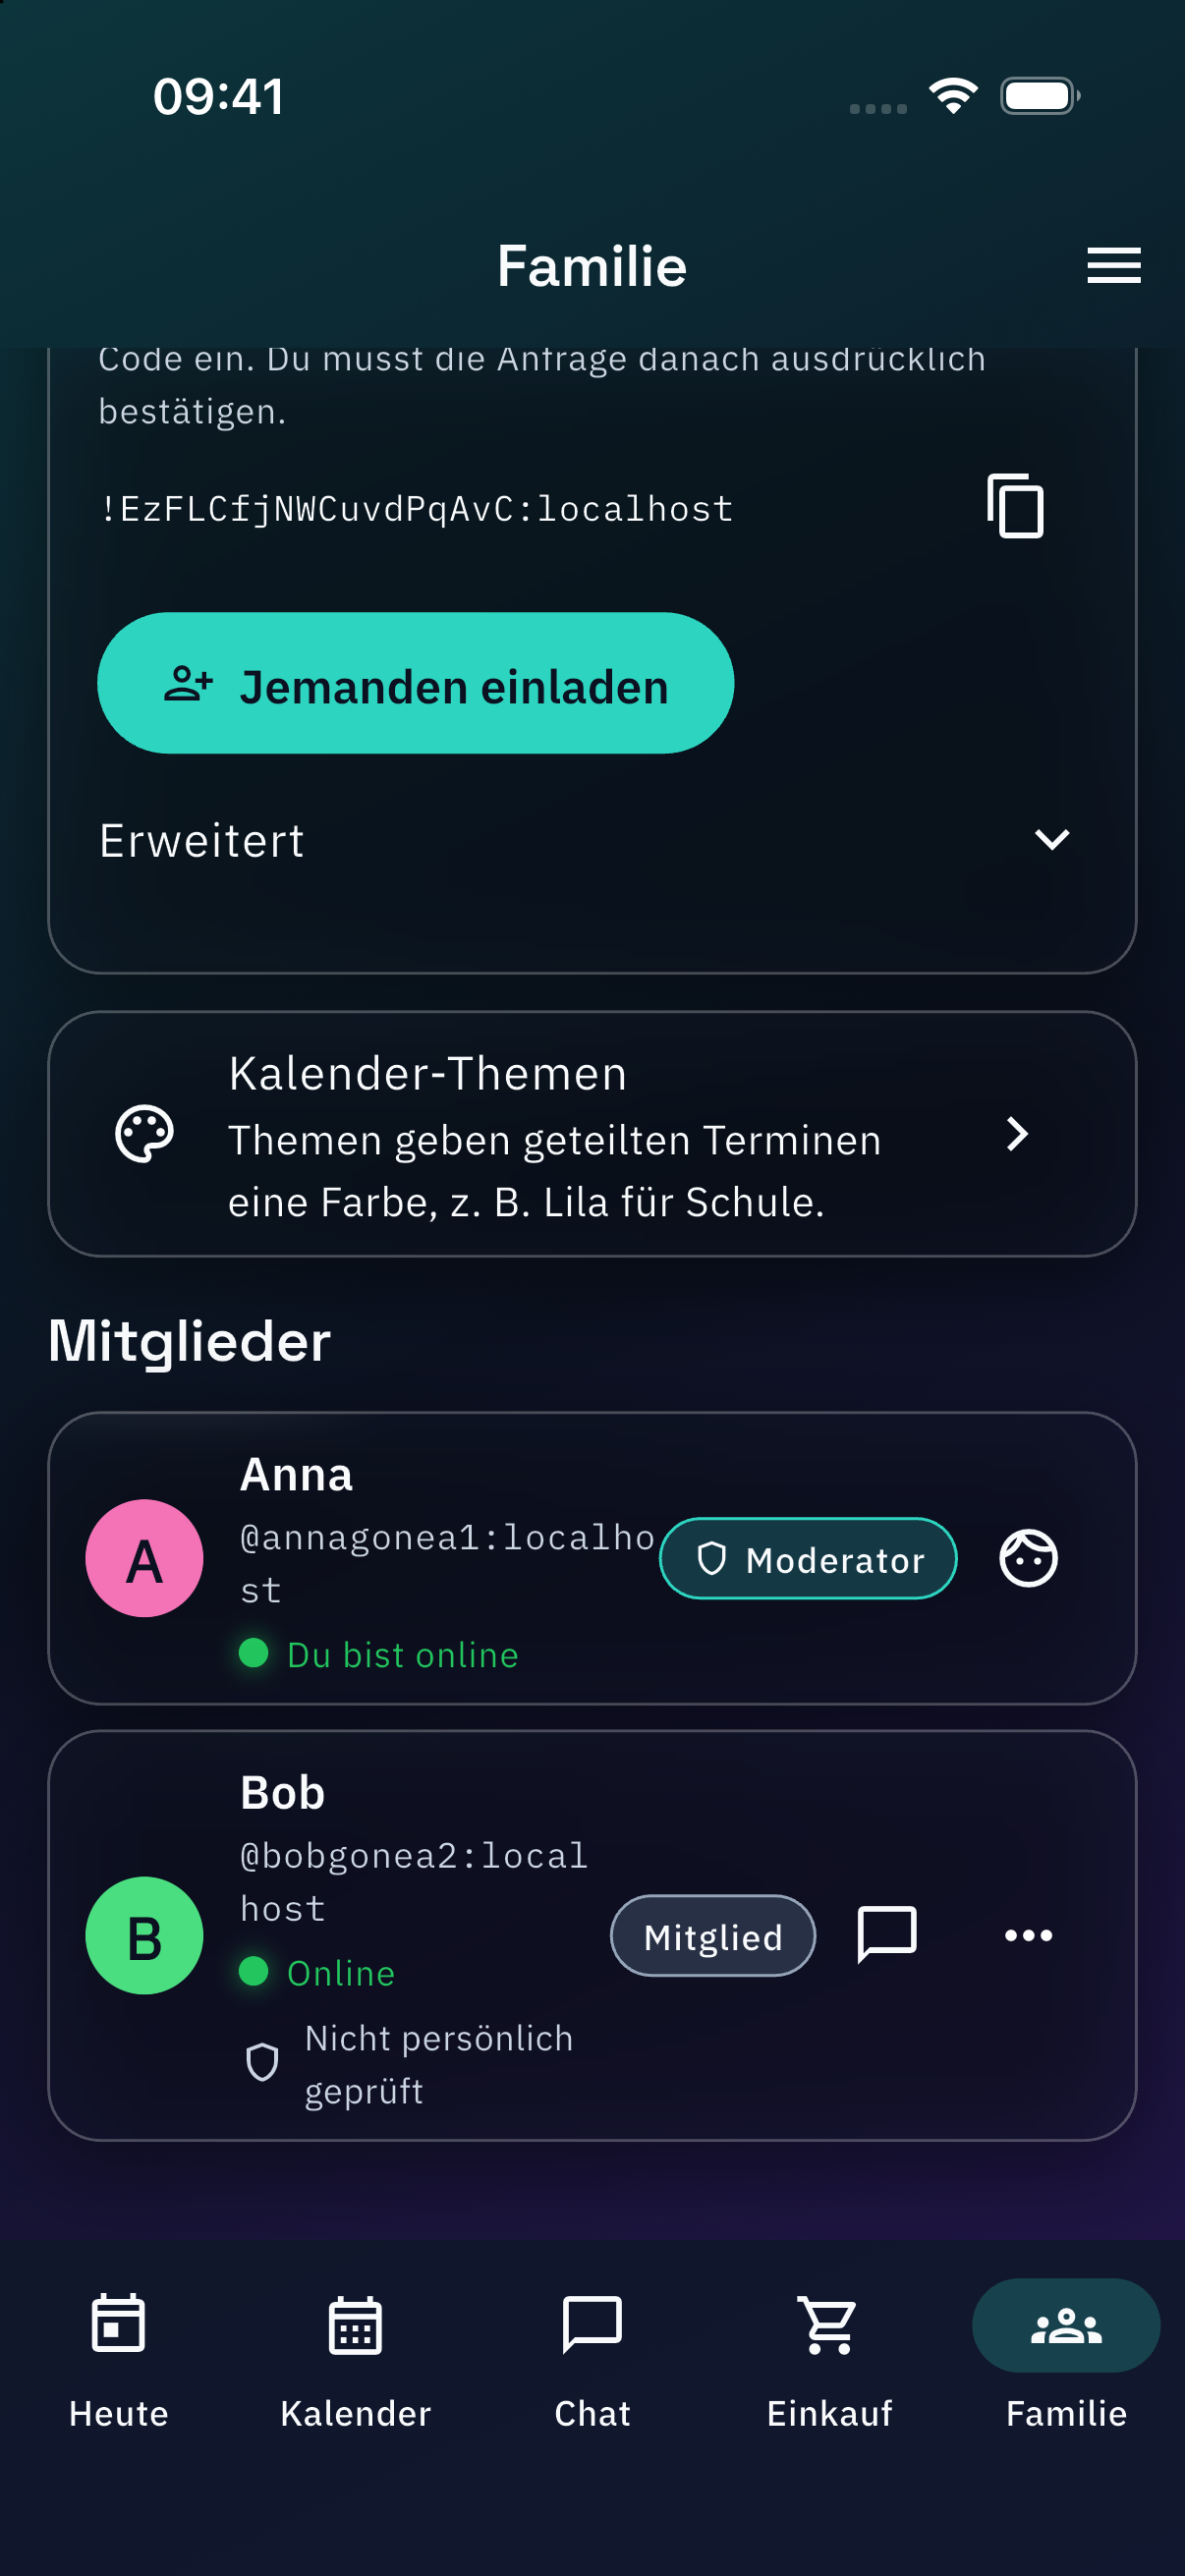 09:41
Familie
Code ein. Du musst die Anfrage danach ausdrücklich
bestätigen.
!EzFLCfjNWCuvdPqAvC:localhost
Jemanden einladen
Erweitert
Kalender-Themen
Themen geben geteilten Terminen
eine Farbe, z. B. Lila für Schule.
Mitglieder
A
Anna
@annagonea1:localho
st
Du bist online
Moderator
B
Bob
@bobgonea2:local
host
Online
Nicht persönlich
geprüft
Mitglied
Heute
Kalender
Chat
Einkauf
Familie